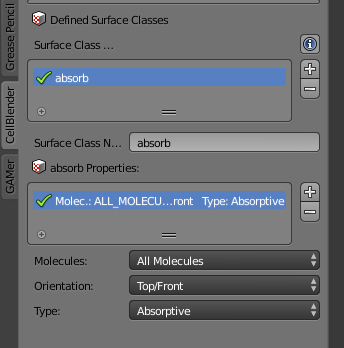 Grease Pencil
CellBlender
GAMer
Defined Surface Classes
Surface Class ...
absorb
Surface Class N... absorb
absorb Properties:
Molec.: ALL_MOLECU...ront Type: Absorptive
Molecules: All Molecules
Orientation: Top/Front
Type: Absorptive